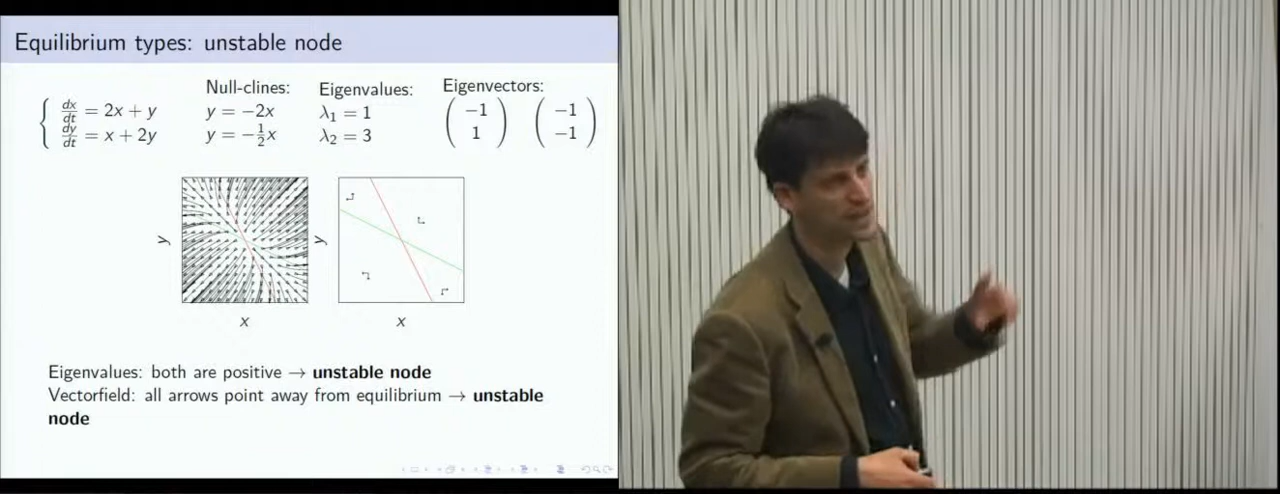 Equilibrium types: unstable node
Null-clines:
Eigenvalues:
Eigenvectors:
{ dx/dt = 2x + y
dy/dt = x + 2y
y = −2x
y = −1/2x
λ₁ = 1
λ₂ = 3
( −1 1 ) ( −1 −1 )
y
y
x
x
Eigenvalues: both are positive → unstable node
Vectorfield: all arrows point away from equilibrium → unstable
node